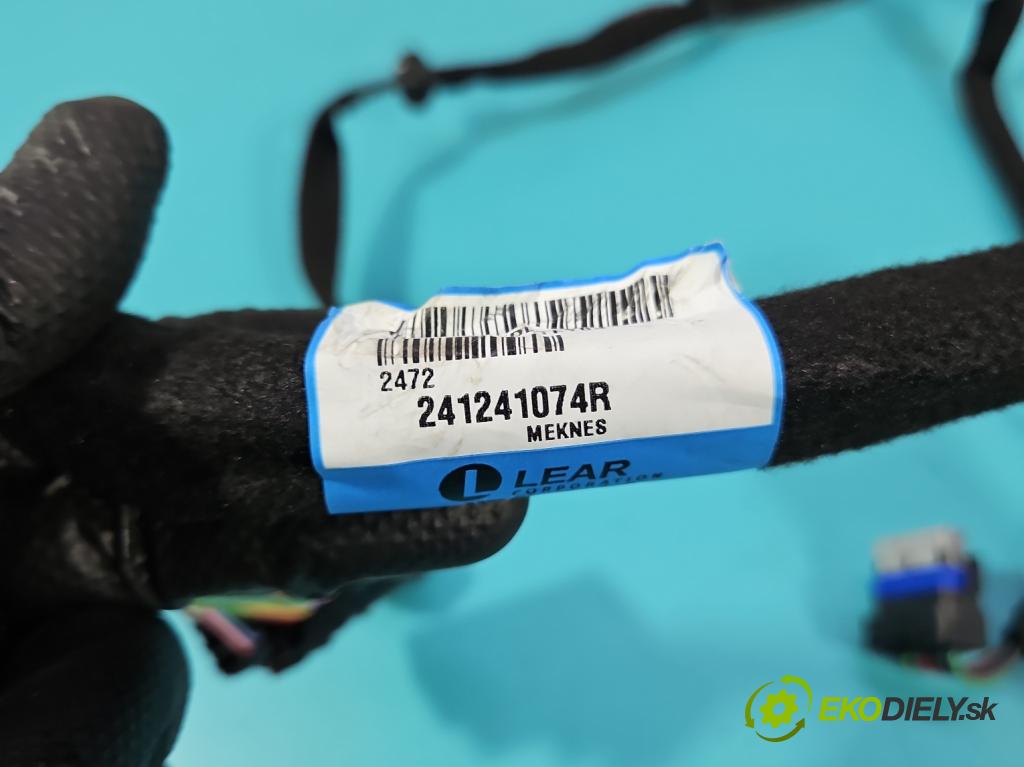 2472
241241074R
MEKNES
LEAR
CORPORATION
EKODIELY.sk